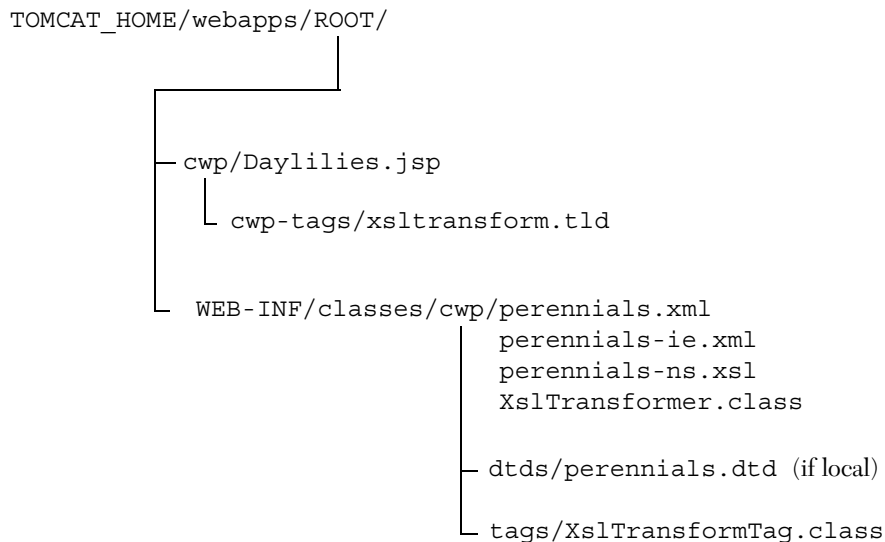 TOMCAT_HOME/webapps/ROOT/
cwp/Daylilies.jsp
cwp-tags/xsltransform.tld
WEB-INF/classes/cwp/perennials.xml
perennials-ie.xml
perennials-ns.xsl
XslTransformer.class
dtds/perennials.dtd (if local)
tags/XslTransformTag.class